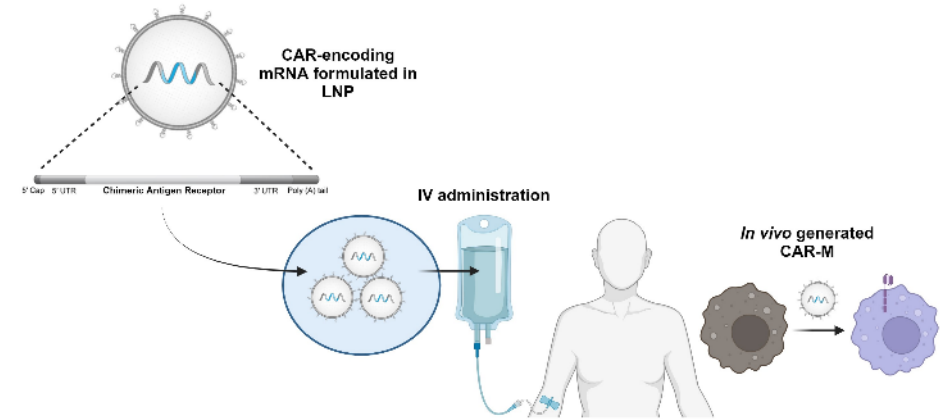 CAR-encoding
mRNA formulated in
LNP
5' Cap 5' UTR Chimeric Antigen Receptor 3' UTR Poly (A) tail
IV administration
In vivo generated
CAR-M